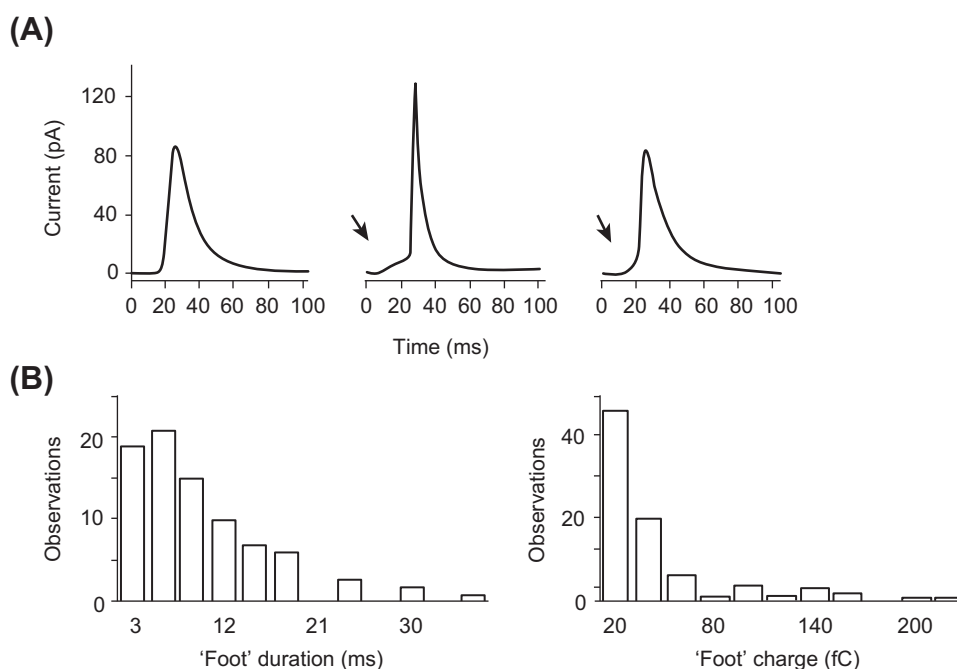 (A)
Current (pA)
120
80
40
0
0 20 40 60 80 100
0 20 40 60 80 100
0 20 40 60 80 100
Time (ms)
(B)
Observations
20
10
0
3 12 21 30
‘Foot’ duration (ms)
Observations
40
20
0
20 80 140 200
‘Foot’ charge (fC)